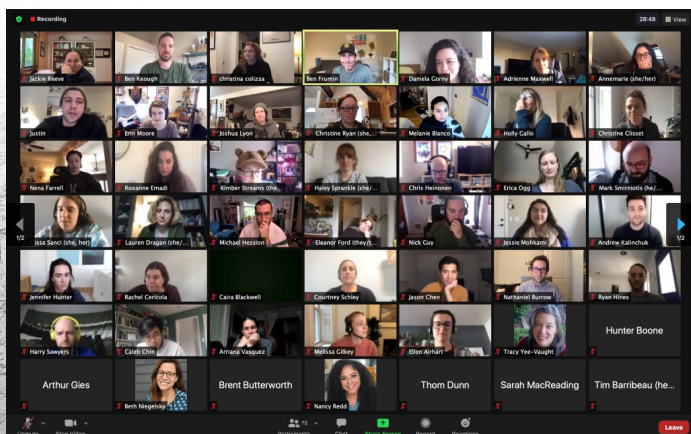 Recording
28:48
View
Jackie Reeve
Ben Keough
christina colizza
Ben Frumin
Daniela Gorny
Adrienne Maxwell
Annemarie (she/her)
Justin
Erin Moore
Joshua Lyon
Christine Ryan (she,...
Melanie Bianco
Holly Gallo
Christine Clisset
Nena Farrell
Roxanne Emadi
Kimber Streams (the...
Haley Sprankle (she/...
Chris Heinonen
Erica Ogg
Mark Smirniotis (he/...
issa Sanci (she, her)
Lauren Dragan (she/...
Michael Hession
Eleanor Ford (they/t...
Nick Guy
Jessie Mohkami
Andrew Kalinchuk
1/2
1/2
Jennifer Hunter
Rachel Cericola
Caira Blackwell
Courtney Schley
Jason Chen
Nathaniel Burrow
Ryan Hines
Harry Sawyers
Caleb Chin
Arriana Vasquez
Melissa Gilkey
Ellen Airhart
Tracy Yee-Vaught
Hunter Boone
Arthur Gies
Beth Niegelsky
Brent Butterworth
Nancy Redd
Thom Dunn
Sarah MacReading
Tim Barribeau (he...
75
Leave